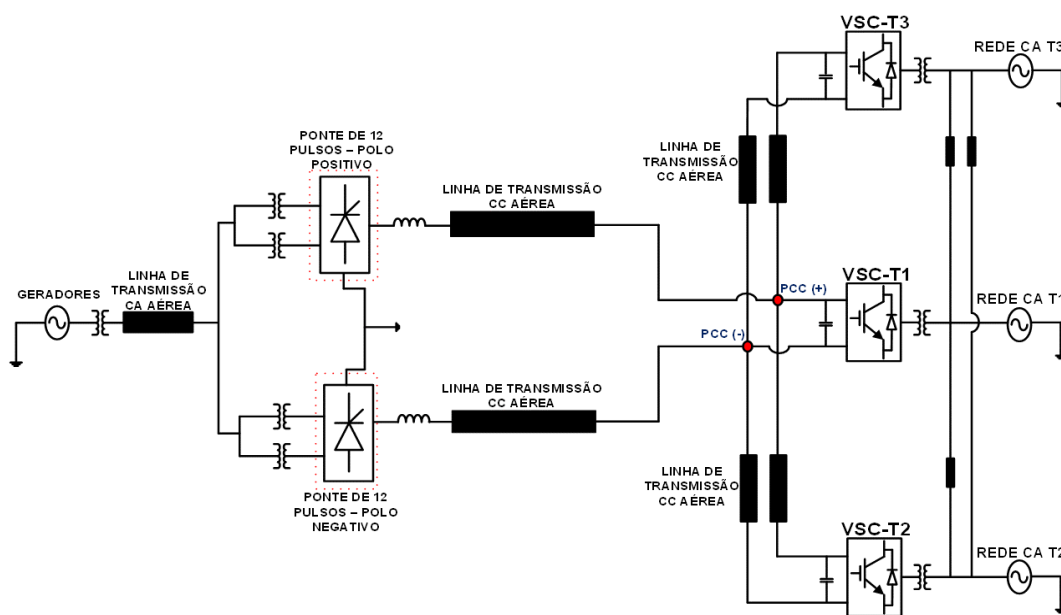 VSC-T3
REDE CA T3
PONTE DE 12
PULSOS – POLO
POSITIVO
LINHA DE
TRANSMISSÃO
CC AÉREA
LINHA DE TRANSMISSÃO
CC AÉREA
LINHA DE
TRANSMISSÃO
CA AÉREA
GERADORES
VSC-T1
PCC (+)
REDE CA T1
PCC (-)
LINHA DE TRANSMISSÃO
CC AÉREA
LINHA DE
TRANSMISSÃO
CC AÉREA
PONTE DE 12
PULSOS – POLO
NEGATIVO
VSC-T2
REDE CA T2